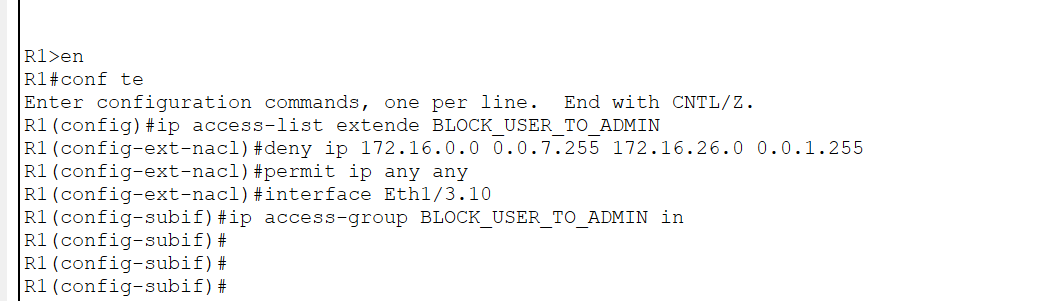 R1>en
R1#conf te
Enter configuration commands, one per line.  End with CNTL/Z.
R1(config)#ip access-list extende BLOCK_USER_TO_ADMIN
R1(config-ext-nacl)#deny ip 172.16.0.0 0.0.7.255 172.16.26.0 0.0.1.255
R1(config-ext-nacl)#permit ip any any
R1(config-ext-nacl)#interface Eth1/3.10
R1(config-subif)#ip access-group BLOCK_USER_TO_ADMIN in
R1(config-subif)#
R1(config-subif)#
R1(config-subif)#